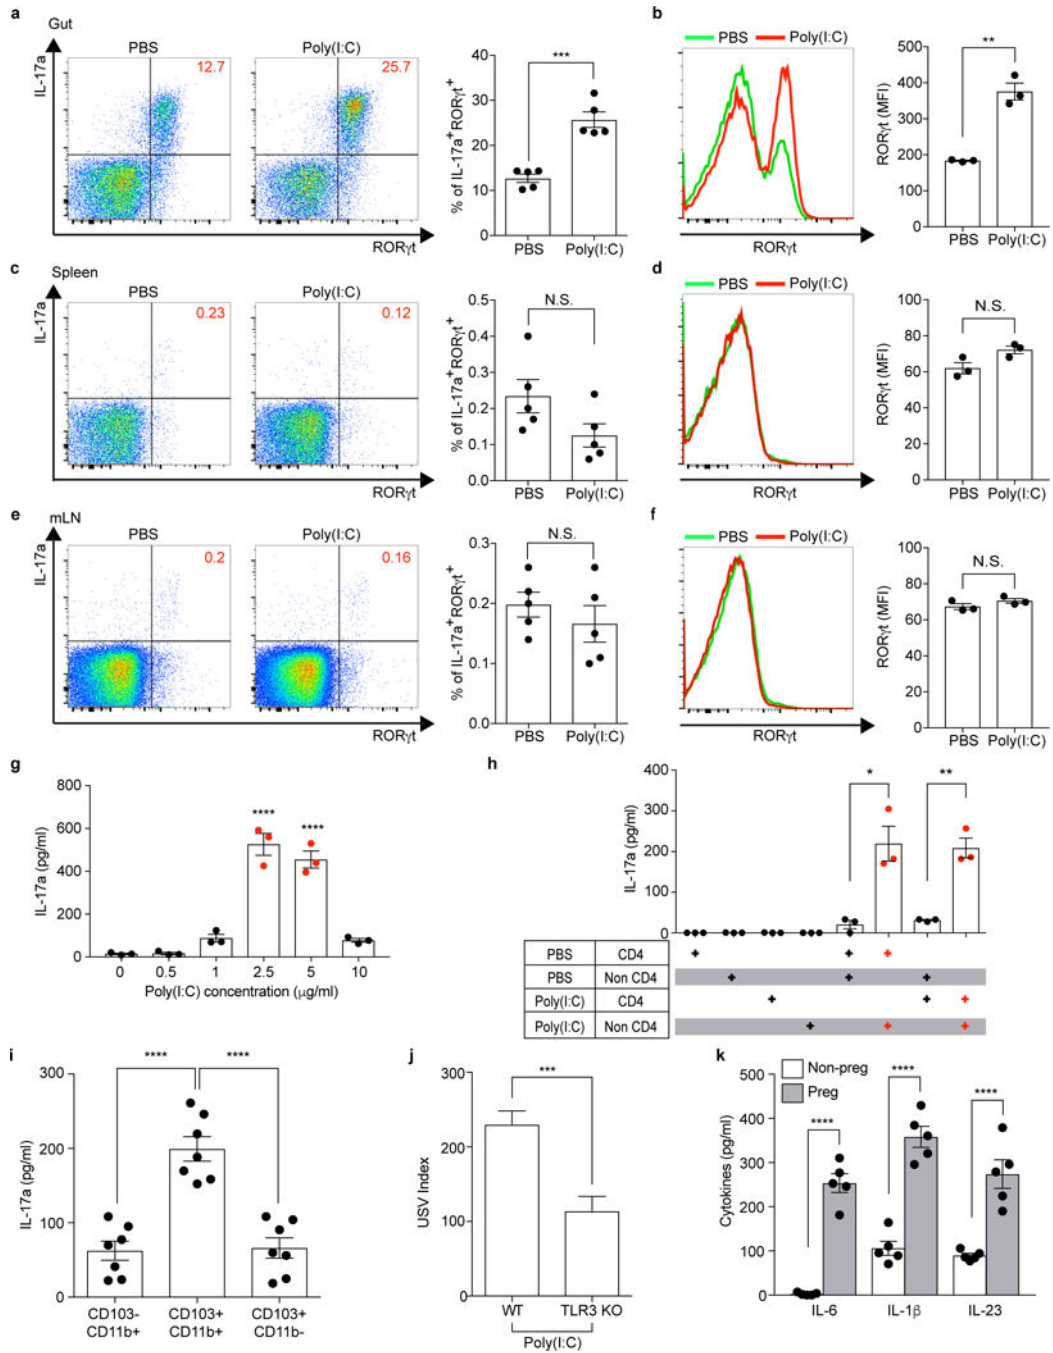 a
Gut
PBS
Poly(I:C)
IL-17a
12.7
25.7
RORγt
% of IL-17a+RORγt+
40
30
20
10
0
***
PBS
Poly(I:C)
b
PBS
Poly(I:C)
RORγt
RORγt (MFI)
500
400
300
200
100
0
**
PBS
Poly(I:C)
c
Spleen
PBS
Poly(I:C)
IL-17a
0.23
0.12
RORγt
% of IL-17a+RORγt+
0.5
0.4
0.3
0.2
0.1
0.0
N.S.
PBS
Poly(I:C)
d
PBS
Poly(I:C)
RORγt
RORγt (MFI)
100
80
60
40
20
0
N.S.
PBS
Poly(I:C)
e
mLN
PBS
Poly(I:C)
IL-17a
0.2
0.16
RORγt
% of IL-17a+RORγt+
0.3
0.2
0.1
0.0
N.S.
PBS
Poly(I:C)
f
PBS
Poly(I:C)
RORγt
RORγt (MFI)
100
80
60
40
20
0
N.S.
PBS
Poly(I:C)
g
IL-17a (pg/ml)
800
600
400
200
0
****
****
0 0.5 1 2.5 5 10
Poly(I:C) concentration (μg/ml)
h
IL-17a (pg/ml)
400
300
200
100
0
*
**
PBS CD4 + + +
PBS Non CD4 + + +
Poly(I:C) CD4 + + +
Poly(I:C) Non CD4 + + +
i
IL-17a (pg/ml)
300
200
100
0
****
****
CD103- CD103+ CD103+
CD11b+ CD11b+ CD11b-
j
USV Index
300
200
100
0
***
WT TLR3 KO
Poly(I:C)
k
Non-preg
Preg
Cytokines (pg/ml)
500
400
300
200
100
0
****
****
****
IL-6 IL-1β IL-23